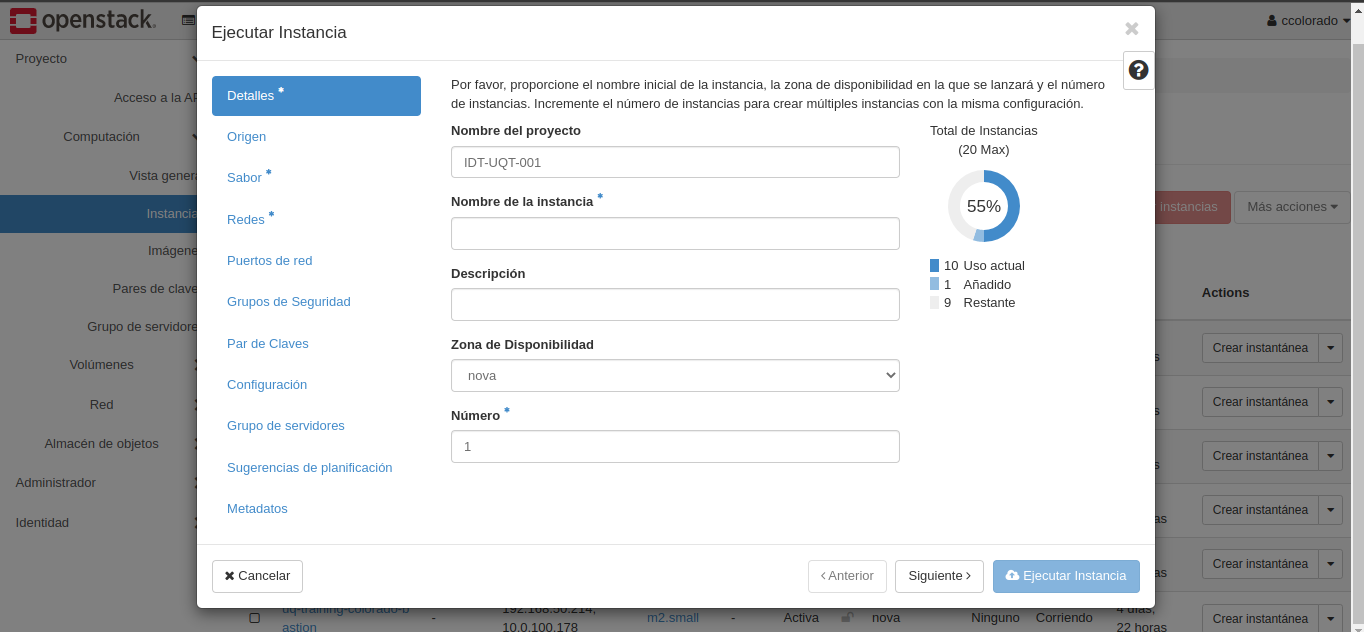 openstack.
ccolorado
Proyecto
Acceso a la AP
Computación
Vista genera
Instancia
Imágene
Pares de clave
Grupo de servidore
Volúmenes
Red
Almacén de objetos
Administrador
Identidad
Ejecutar Instancia
Detalles *
Origen
Sabor *
Redes *
Puertos de red
Grupos de Seguridad
Par de Claves
Configuración
Grupo de servidores
Sugerencias de planificación
Metadatos
Por favor, proporcione el nombre inicial de la instancia, la zona de disponibilidad en la que se lanzará y el número
de instancias. Incremente el número de instancias para crear múltiples instancias con la misma configuración.
Nombre del proyecto
IDT-UQT-001
Nombre de la instancia *
Descripción
Zona de Disponibilidad
nova
Número *
1
Total de Instancias
(20 Max)
55%
10 Uso actual
1 Añadido
9 Restante
Cancelar
Anterior
Siguiente
Ejecutar Instancia
instancias
Más acciones
Actions
s
Crear instantánea
s
Crear instantánea
s
Crear instantánea
as
Crear instantánea
as
Crear instantánea
uq-training-colorado-b
astion
-
192.168.50.214,
10.0.100.178
m2.small
-
Activa
nova
Ninguno
Corriendo
4 días,
22 horas
Crear instantánea